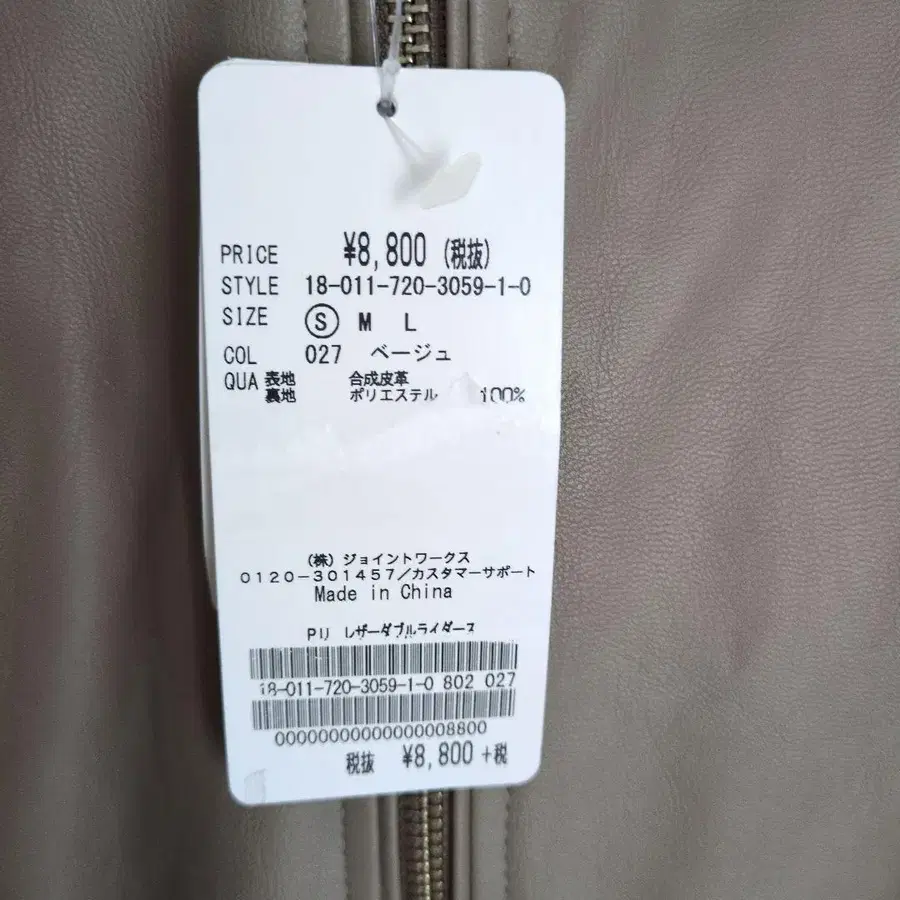 PRICE ¥8,800 (税抜)
STYLE 18-011-720-3059-1-0
SIZE Ⓢ M L
COL 027 ベージュ
QUA 表地 合成皮革
裏地 ポリエステル 100%
(株) ジョイントワークス
0120-301457/カスタマーサポート
Made in China
PU レザーダブルライダース
18-011-720-3059-1-0 802 027
00000000000000008800
税抜 ¥8,800 +税